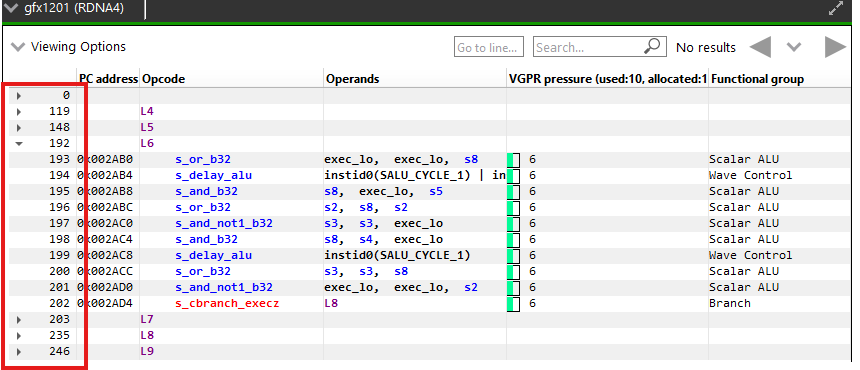 gfx1201 (RDNA4)
Viewing Options
Go to line... Search... No results
PC address Opcode Operands VGPR pressure (used:10, allocated:1 Functional group
0
119 L4
148 L5
192 L6
193 0x002AB0 s_or_b32 exec_lo, exec_lo, s8 6 Scalar ALU
194 0x002AB4 s_delay_alu instid0(SALU_CYCLE_1) | in 6 Wave Control
195 0x002AB8 s_and_b32 s8, exec_lo, s5 6 Scalar ALU
196 0x002ABC s_or_b32 s2, s8, s2 6 Scalar ALU
197 0x002AC0 s_and_not1_b32 s3, s3, exec_lo 6 Scalar ALU
198 0x002AC4 s_and_b32 s8, s4, exec_lo 6 Scalar ALU
199 0x002AC8 s_delay_alu instid0(SALU_CYCLE_1) 6 Wave Control
200 0x002ACC s_or_b32 s3, s3, s8 6 Scalar ALU
201 0x002AD0 s_and_not1_b32 exec_lo, exec_lo, s2 6 Scalar ALU
202 0x002AD4 s_cbranch_execz L8 6 Branch
203 L7
235 L8
246 L9